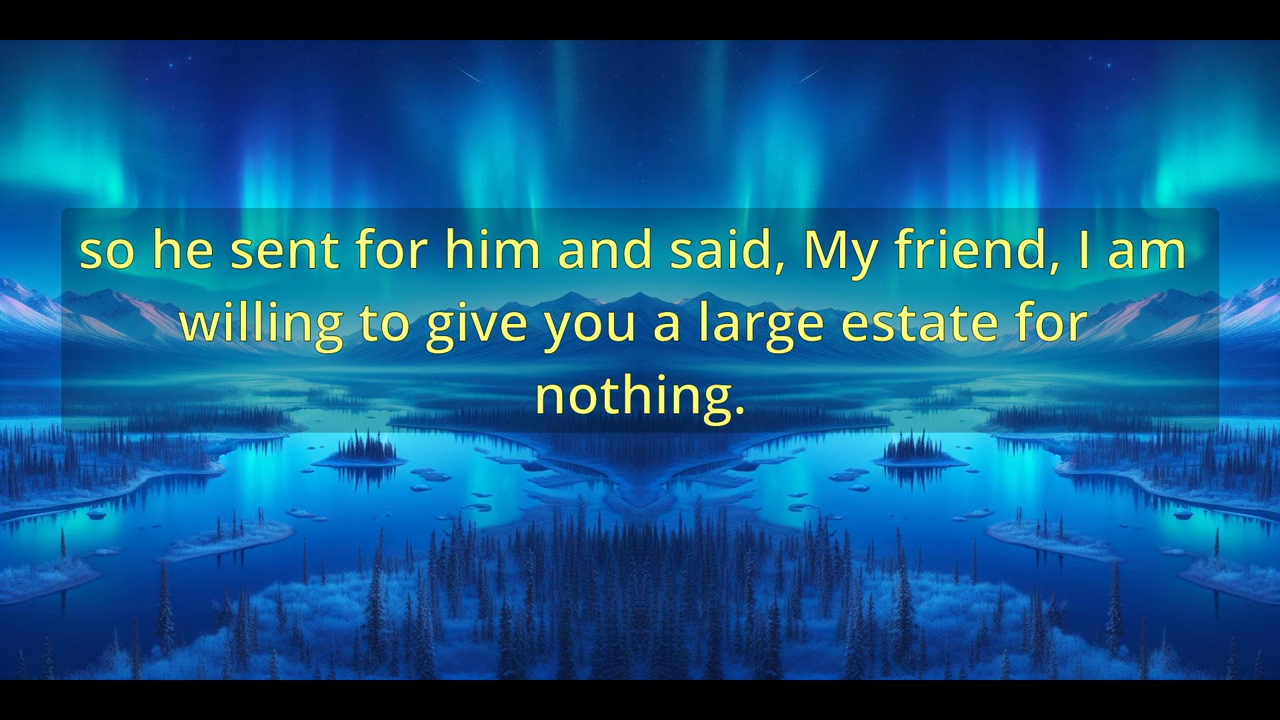 so he sent for him and said, My friend, I am
willing to give you a large estate for
nothing.